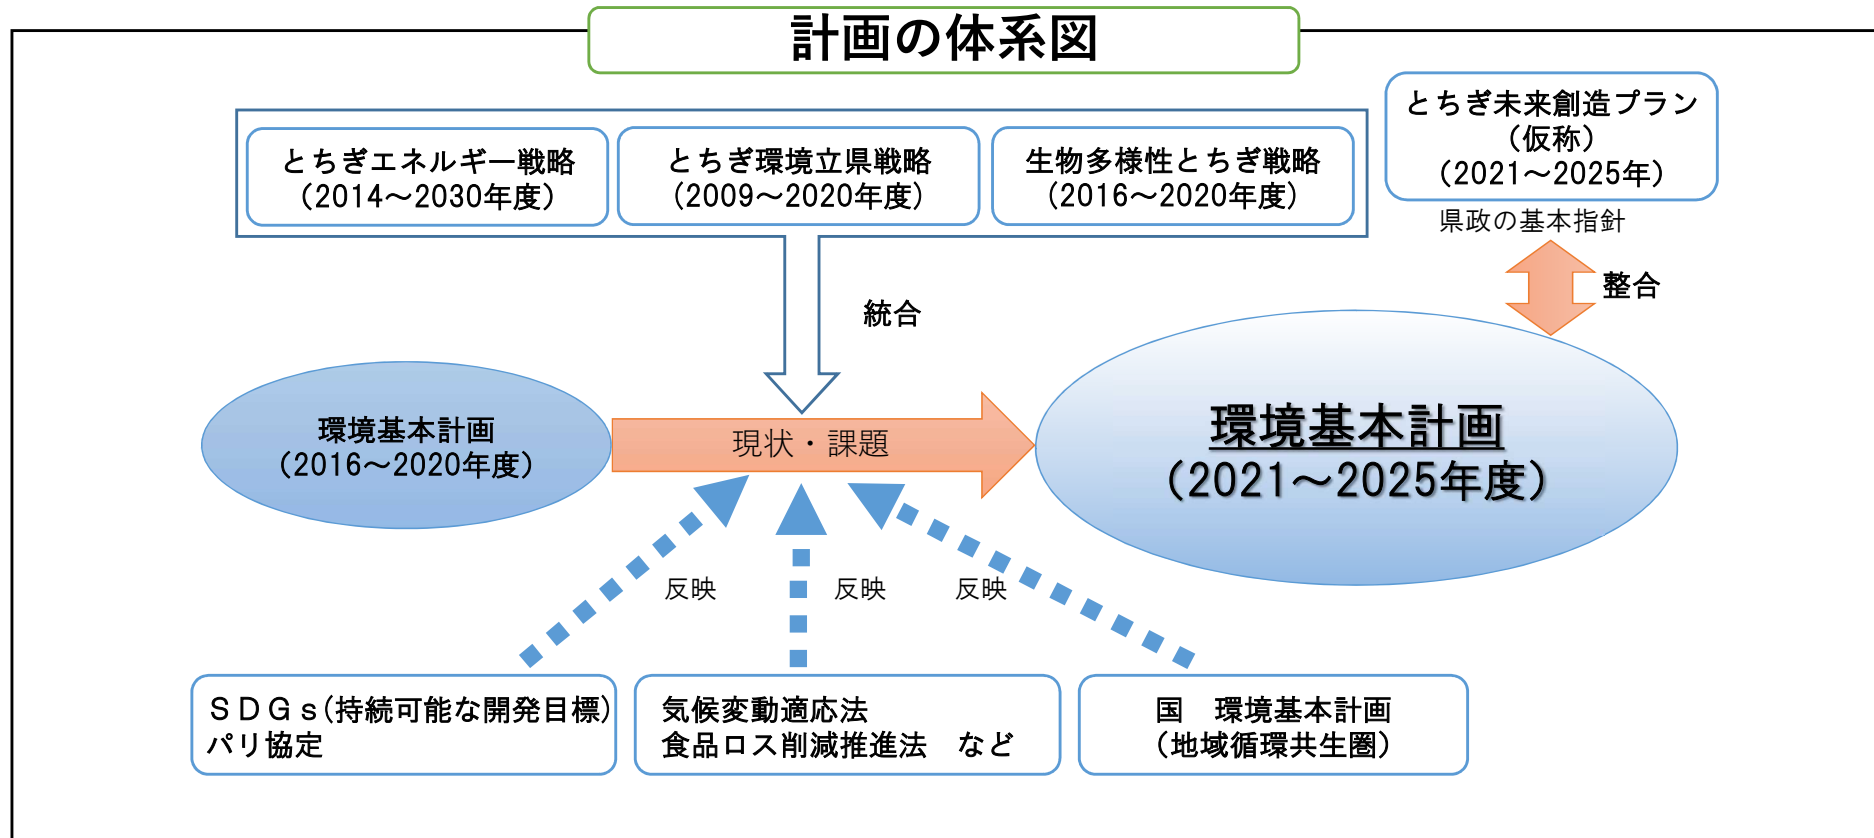 計画の体系図
とちぎエネルギー戦略
（2014～2030年度）
とちぎ環境立県戦略
（2009～2020年度）
生物多様性とちぎ戦略
（2016～2020年度）
とちぎ未来創造プラン
（仮称）
（2021～2025年）
県政の基本指針
整合
統合
環境基本計画
（2016～2020年度）
現状・課題
環境基本計画
（2021～2025年度）
反映
反映
反映
ＳＤＧｓ(持続可能な開発目標)
パリ協定
気候変動適応法
食品ロス削減推進法　など
国　環境基本計画
（地域循環共生圏）